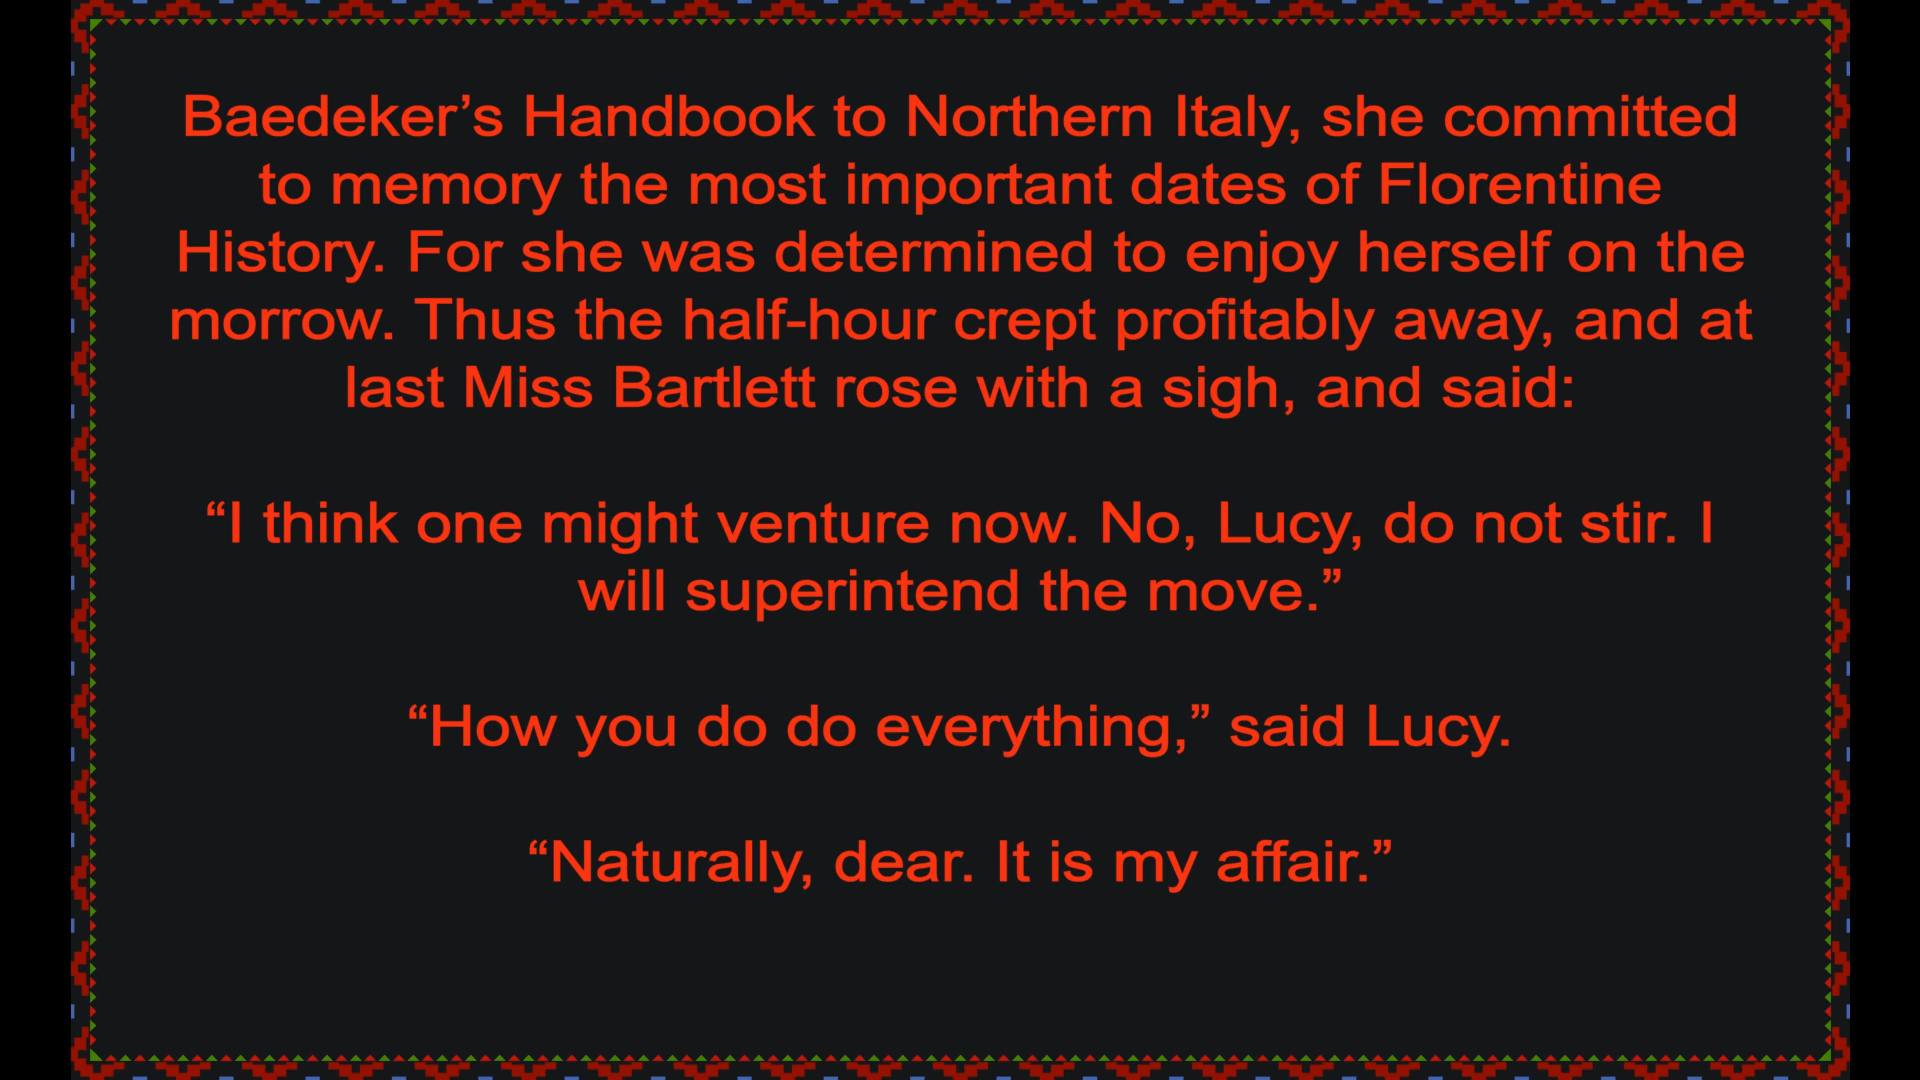 Baedeker’s Handbook to Northern Italy, she committed
to memory the most important dates of Florentine
History. For she was determined to enjoy herself on the
morrow. Thus the half-hour crept profitably away, and at
last Miss Bartlett rose with a sigh, and said:
“I think one might venture now. No, Lucy, do not stir. I
will superintend the move.”
“How you do do everything,” said Lucy.
“Naturally, dear. It is my affair.”